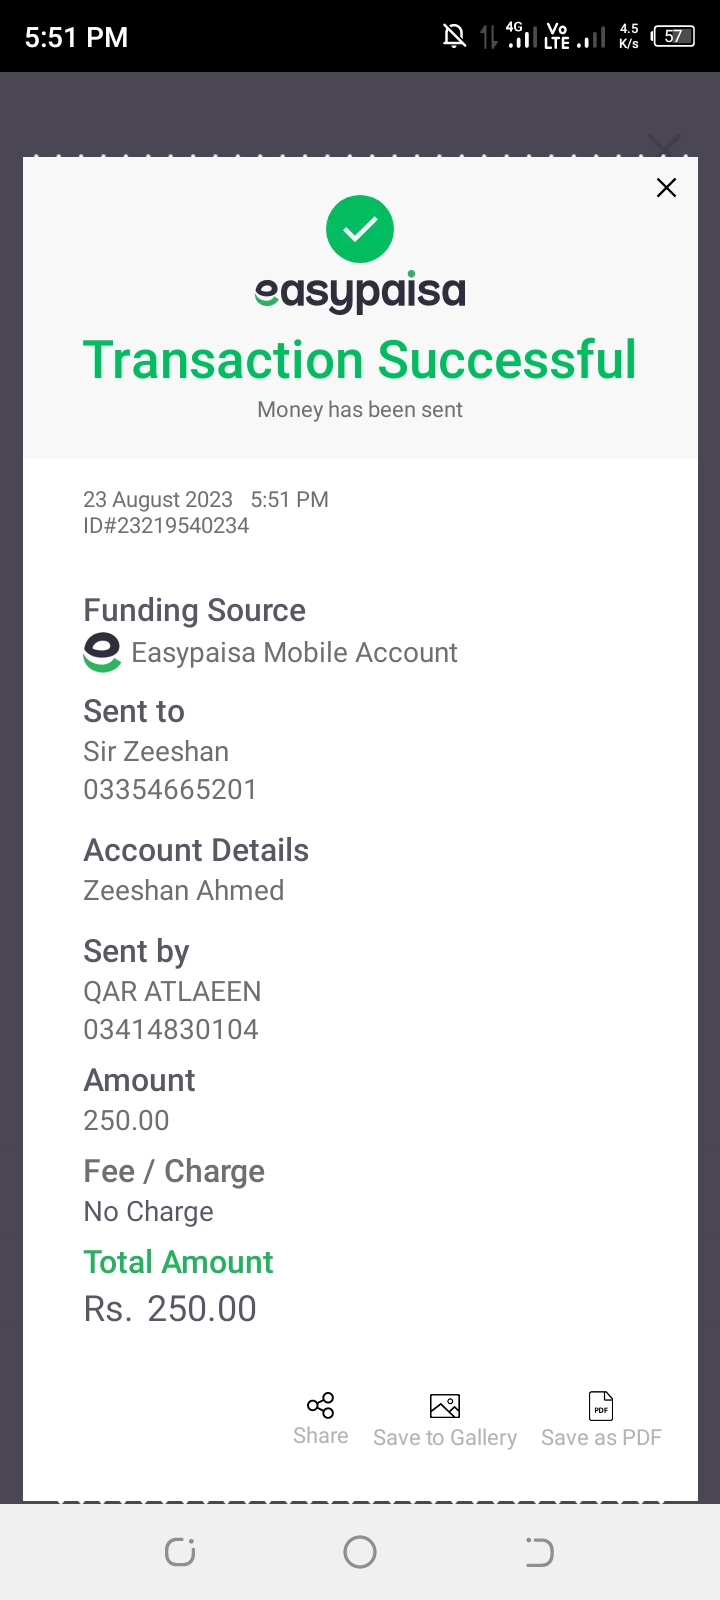 5:51 PM
4G
Vo
LTE
4.5
K/s
57
easypaisa
Transaction Successful
Money has been sent
23 August 2023 5:51 PM
ID#23219540234
Funding Source
Easypaisa Mobile Account
Sent to
Sir Zeeshan
03354665201
Account Details
Zeeshan Ahmed
Sent by
QAR ATLAEEN
03414830104
Amount
250.00
Fee / Charge
No Charge
Total Amount
Rs. 250.00
PDF
Share Save to Gallery Save as PDF